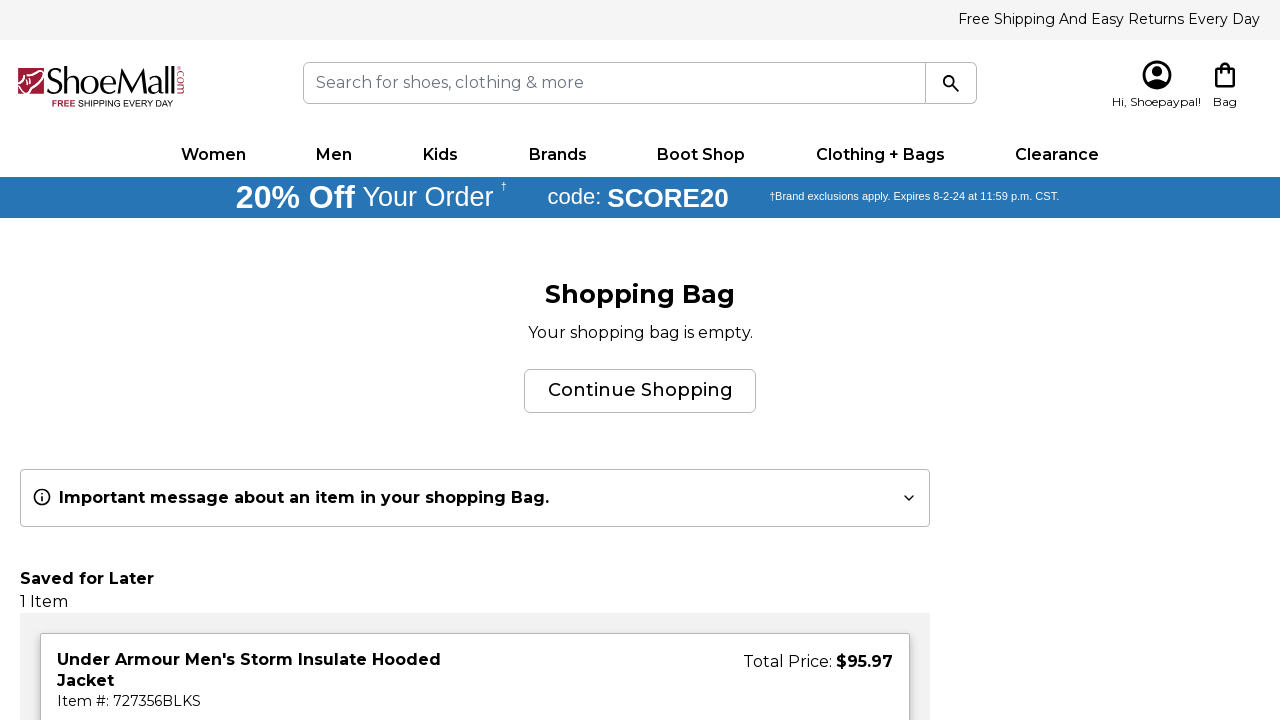 Free Shipping And Easy Returns Every Day
ShoeMall.com®
FREE SHIPPING EVERY DAY
Search for shoes, clothing & more
Hi, Shoepaypal!
Bag
Women Men Kids Brands Boot Shop Clothing + Bags Clearance
20% Off Your Order † code: SCORE20 †Brand exclusions apply. Expires 8-2-24 at 11:59 p.m. CST.
Shopping Bag
Your shopping bag is empty.
Continue Shopping
Important message about an item in your shopping Bag.
Saved for Later
1 Item
Under Armour Men's Storm Insulate Hooded
Jacket
Item #: 727356BLKS
Total Price: $95.97